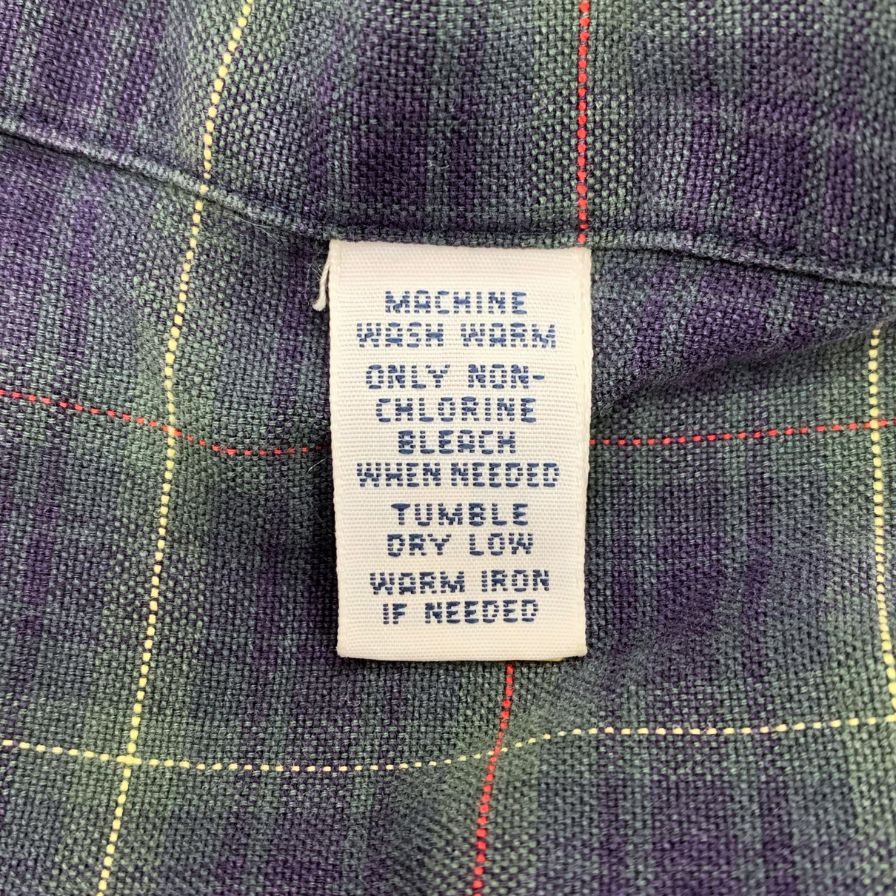 MACHINE
WASH WARM
ONLY NON-
CHLORINE
BLEACH
WHEN NEEDED
TUMBLE
DRY LOW
WARM IRON
IF NEEDED